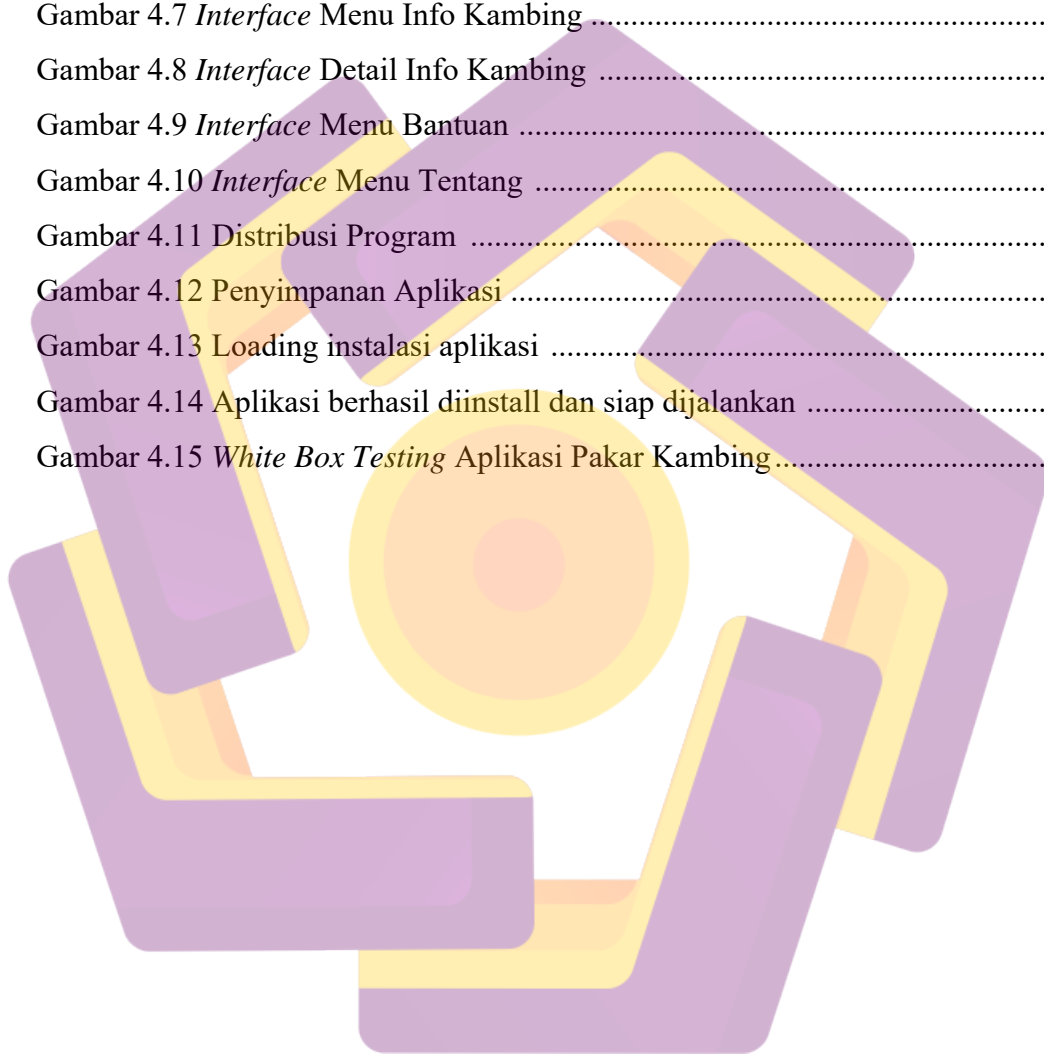 Gambar 4.7 Interface Menu Info Kambing ..........................................................
Gambar 4.8 Interface Detail Info Kambing ..........................................................
Gambar 4.9 Interface Menu Bantuan ....................................................................
Gambar 4.10 Interface Menu Tentang ..................................................................
Gambar 4.11 Distribusi Program ..........................................................................
Gambar 4.12 Penyimpanan Aplikasi .....................................................................
Gambar 4.13 Loading instalasi aplikasi ................................................................
Gambar 4.14 Aplikasi berhasil diinstall dan siap dijalankan ..............................
Gambar 4.15 White Box Testing Aplikasi Pakar Kambing..................................